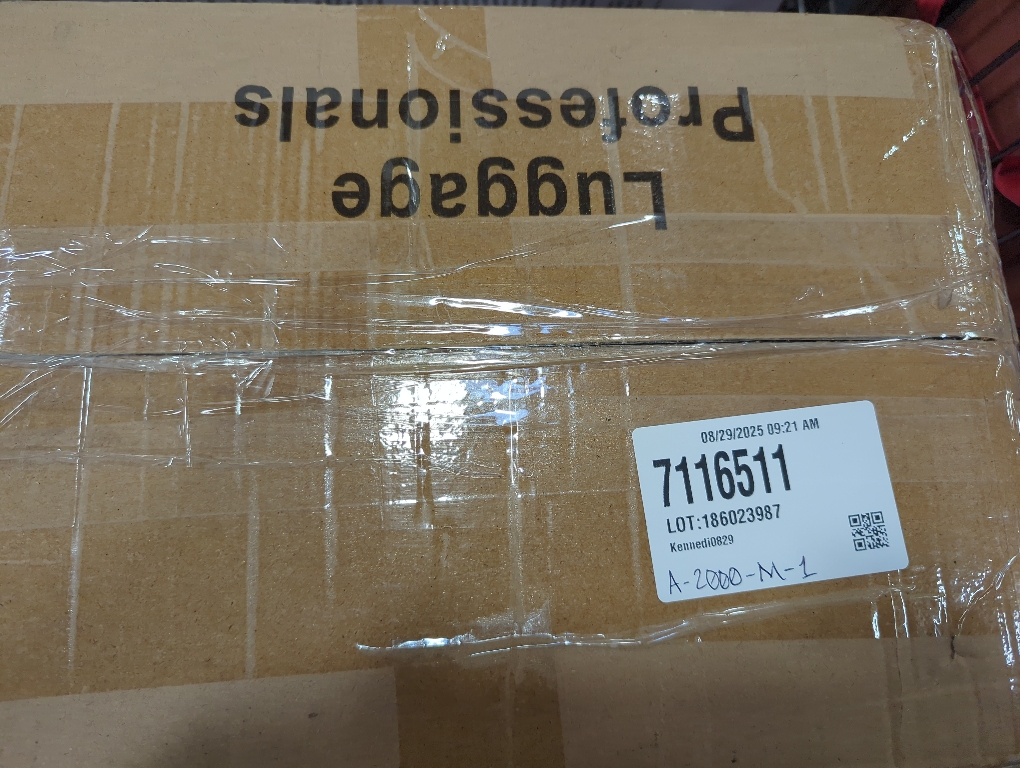 Luggage
Professionals
08/29/2025 09:21 AM
7116511
LOT:186023987
Kennedi0829
A-2000-M-1